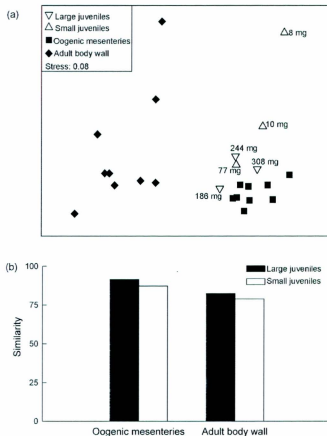 (a)
Large juveniles
Small juveniles
Oogenic mesenteries
Adult body wall
Stress: 0.08
8 mg
10 mg
244 mg
308 mg
77 mg
186 mg
(b)
100
75
50
25
0
Similarity
Large juveniles
Small juveniles
Oogenic mesenteries Adult body wall